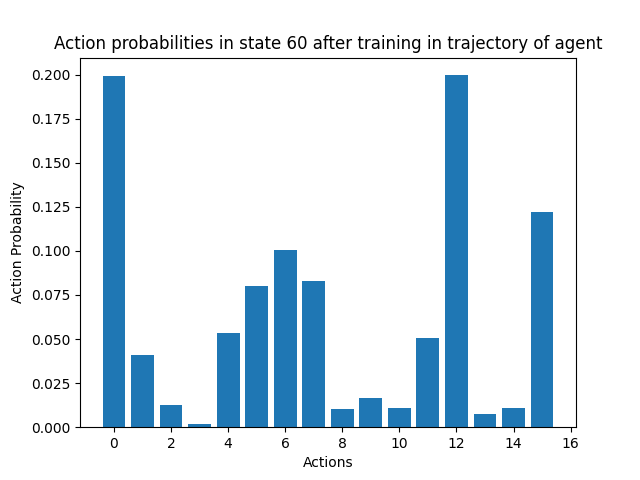 Action probabilities in state 60 after training in trajectory of agent
0.200
0.175
0.150
0.125
0.100
0.075
0.050
0.025
0.000
Action Probability
0 2 4 6 8 10 12 14 16
Actions